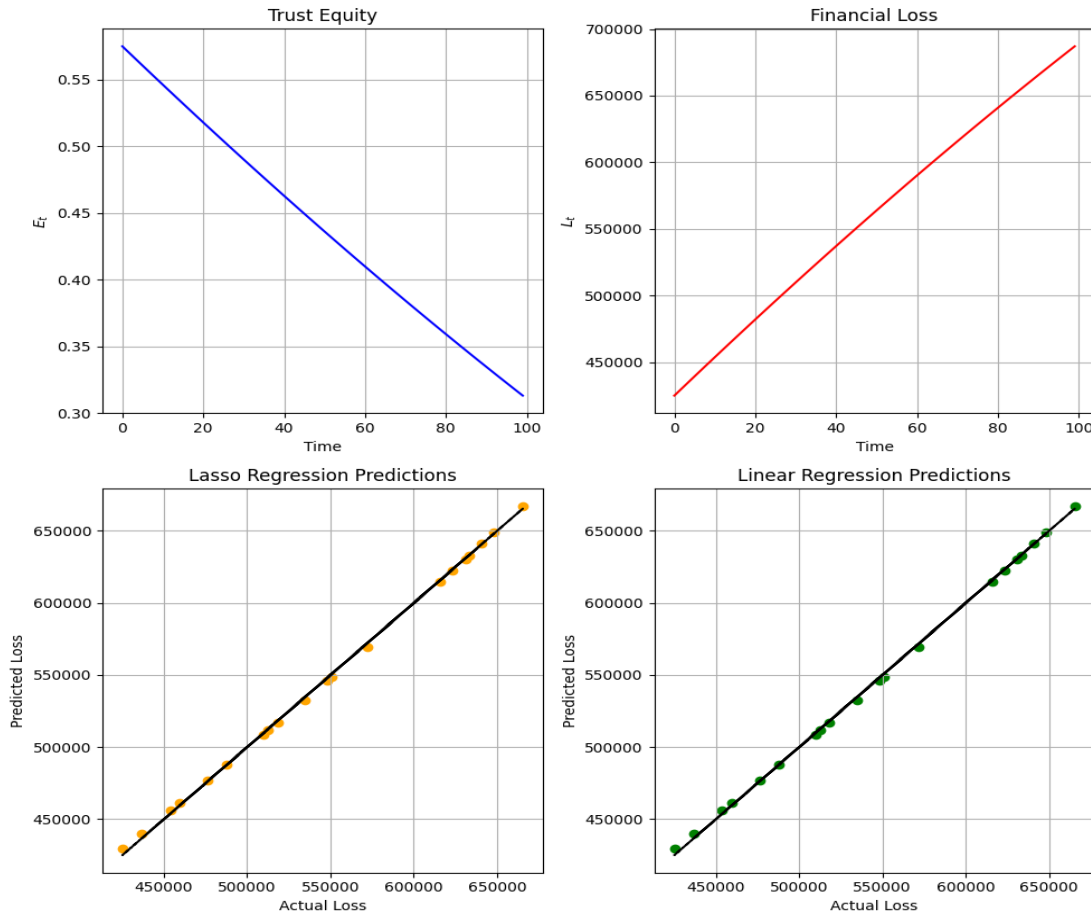 Trust Equity
0.55
0.50
0.45
0.40
0.35
0.30
E_t
0 20 40 60 80 100
Time
Financial Loss
700000
650000
600000
550000
500000
450000
L_t
0 20 40 60 80 100
Time
Lasso Regression Predictions
650000
600000
550000
500000
450000
Predicted Loss
450000 500000 550000 600000 650000
Actual Loss
Linear Regression Predictions
650000
600000
550000
500000
450000
Predicted Loss
450000 500000 550000 600000 650000
Actual Loss